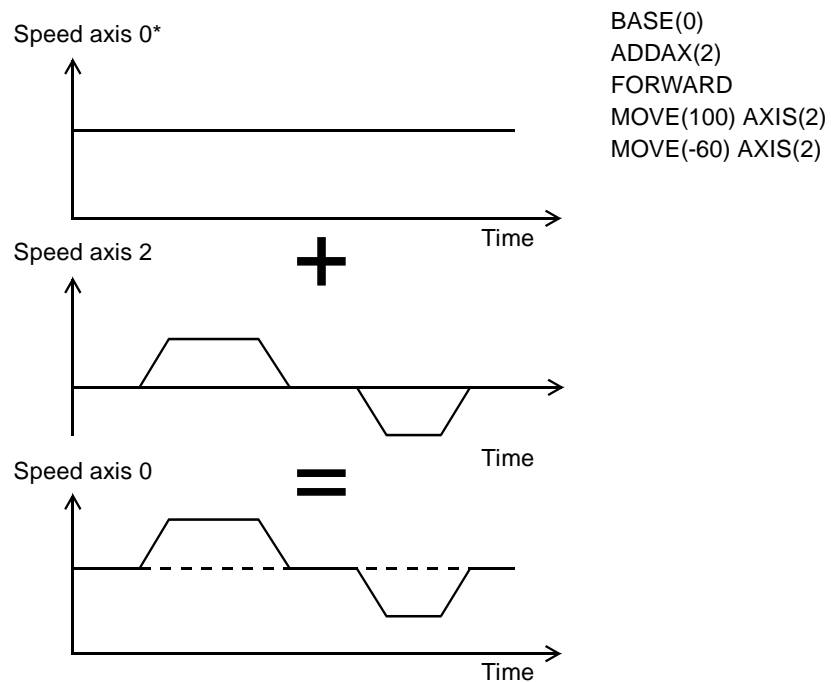 Speed axis 0*
BASE(0)
ADDAX(2)
FORWARD
MOVE(100) AXIS(2)
MOVE(-60) AXIS(2)
Time
Speed axis 2
+
Time
Speed axis 0
=
Time